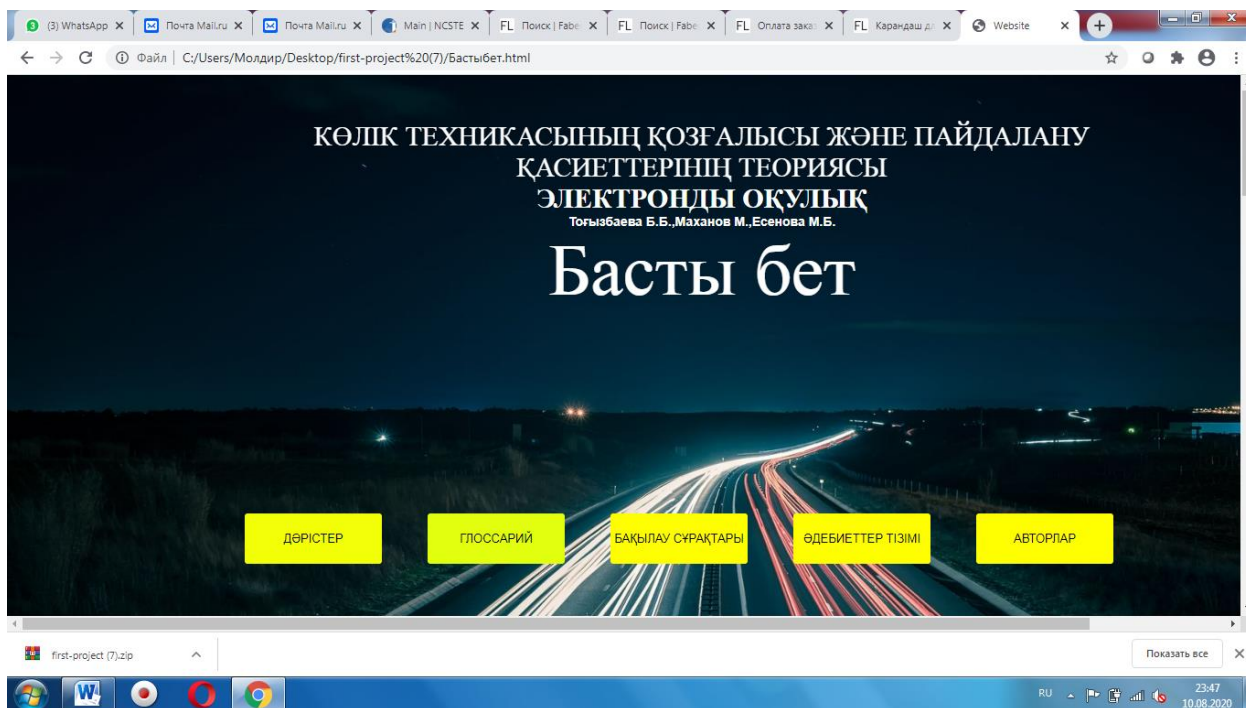 (3) WhatsApp
Почта Mail.ru
Почта Mail.ru
Main | NCSTE
FL Поиск | Fabe
FL Поиск | Fabe
FL Оплата заказ
FL Карандаш д
Website
Файл | C:/Users/Молдир/Desktop/first-project%20(7)/Бастыбет.html
КӨЛІК ТЕХНИКАСЫНЫҢ ҚОЗҒАЛЫСЫ ЖӘНЕ ПАЙДАЛАНУ
ҚАСИЕТТЕРІНІҢ ТЕОРИЯСЫ
ЭЛЕКТРОНДЫ ОҚУЛЫҚ
Тоғызбаева Б.Б.,Маханов М.,Есенова М.Б.
Басты бет
ДӘРІСТЕР
ГЛОССАРИЙ
БАҚЫЛАУ СҰРАҚТАРЫ
ӘДЕБИЕТТЕР ТІЗІМІ
АВТОРЛАР
first-project (7).zip
Показать все
RU
23:47
10.08.2020